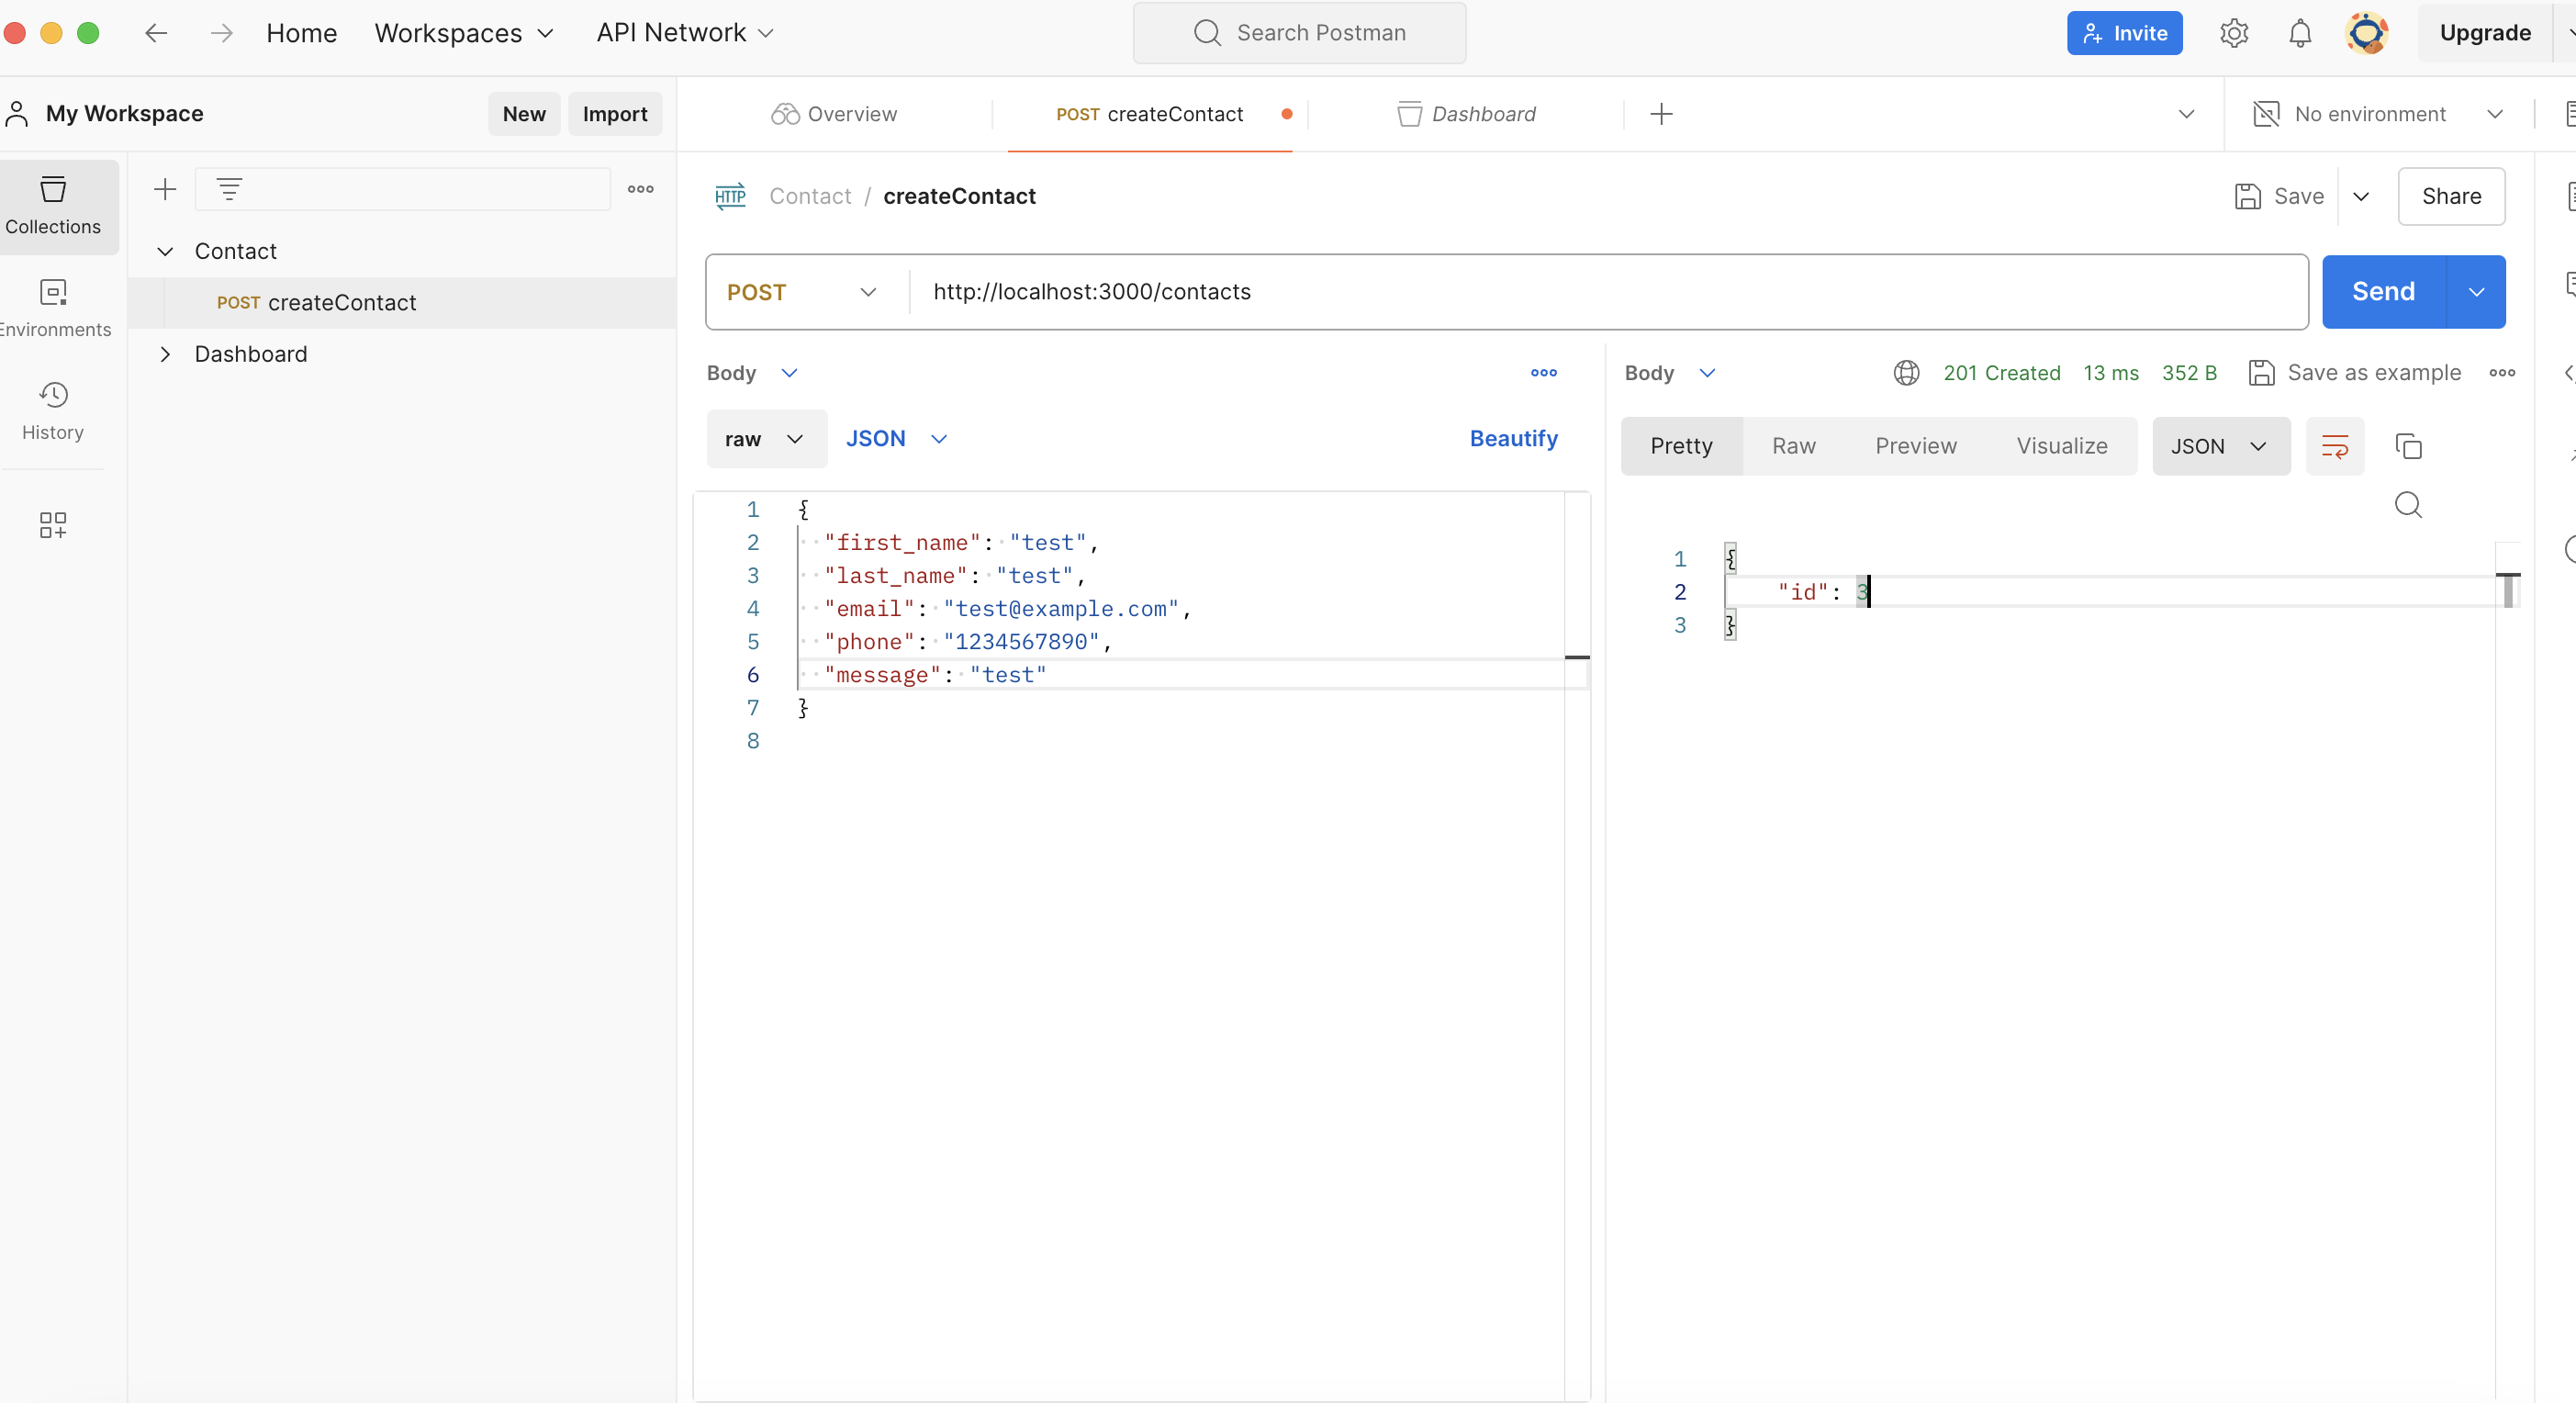 Home Workspaces API Network Search Postman Invite Upgrade
My Workspace New Import Overview POST createContact Dashboard No environment
Collections
Environments
History
Contact
POST createContact
Dashboard
HTTP Contact / createContact Save Share
POST http://localhost:3000/contacts Send
Body
raw JSON Beautify
1 {
2 "first_name": "test",
3 "last_name": "test",
4 "email": "test@example.com",
5 "phone": "1234567890",
6 "message": "test"
7 }
8
Body 201 Created 13 ms 352 B Save as example
Pretty Raw Preview Visualize JSON
1 {
2 "id": 3
3 }